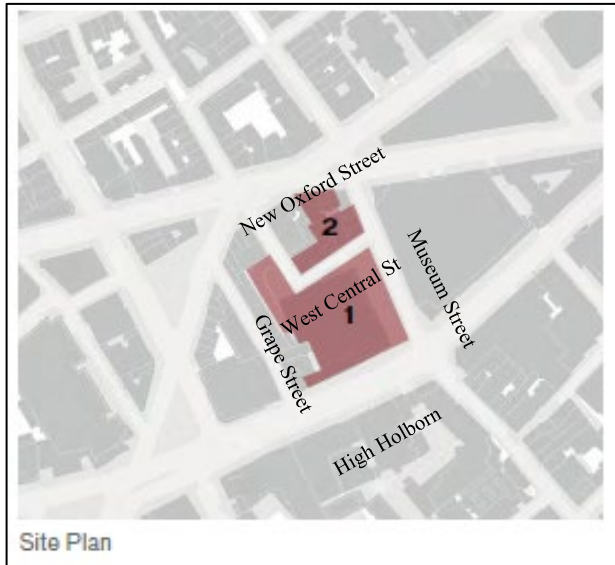 New Oxford Street
2
Museum Street
West Central St
1
Grape Street
High Holborn
Site Plan